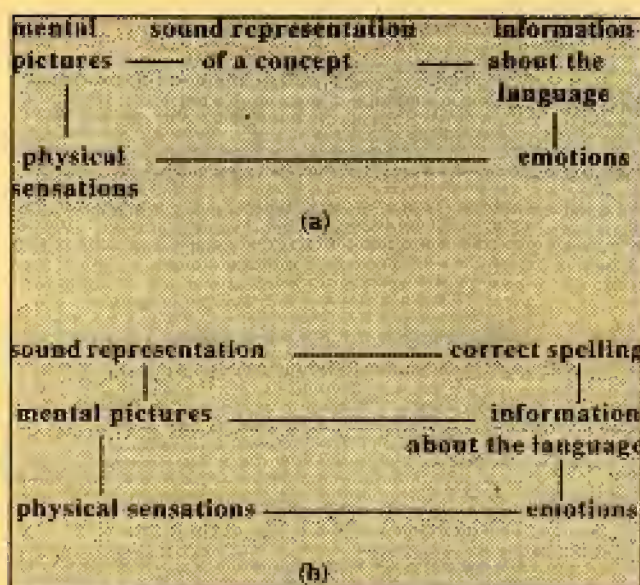 mental sound representation information
pictures of a concept about the
language
physical emotions
sensations
(a)
sound representation correct spelling
mental pictures information
about the language
physical sensations emotions
(b)